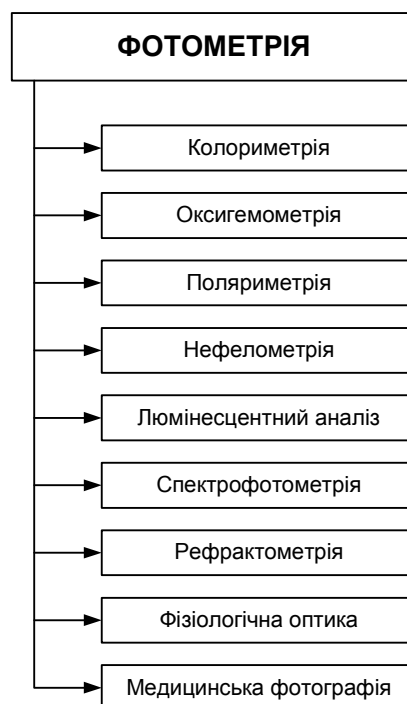 ФОТОМЕТРІЯ
Колориметрія
Оксигемометрія
Поляриметрія
Нефелометрія
Люмінесцентний аналіз
Спектрофотометрія
Рефрактометрія
Фізіологічна оптика
Медицинська фотографія